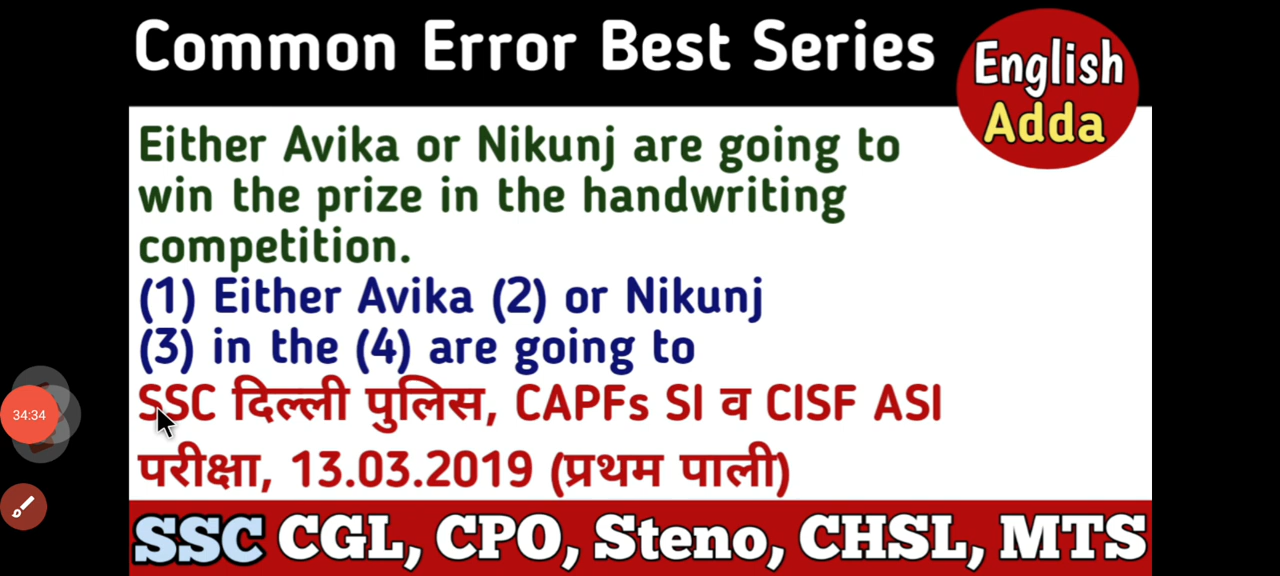 Common Error Best Series
English
Adda
Either Avika or Nikunj are going to
win the prize in the handwriting
competition.
(1) Either Avika (2) or Nikunj
(3) in the (4) are going to
SSC दिल्ली पुलिस, CAPFs SI व CISF ASI
परीक्षा, 13.03.2019 (प्रथम पाली)
34:34
SSC CGL, CPO, Steno, CHSL, MTS